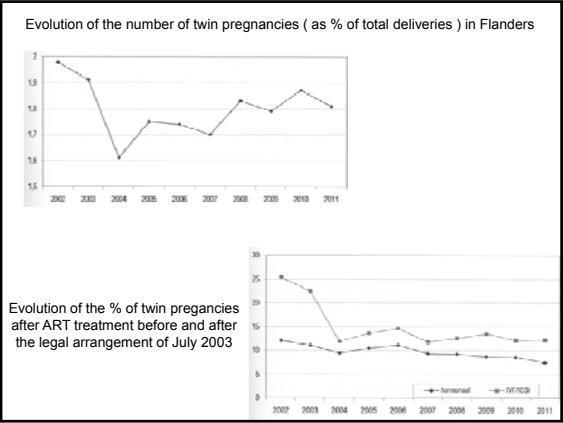 Evolution of the number of twin pregnancies ( as % of total deliveries ) in Flanders
2
1,9
1,8
1,7
1,6
1,5
2002 2003 2004 2005 2006 2007 2008 2009 2010 2011
Evolution of the % of twin pregancies
after ART treatment before and after
the legal arrangement of July 2003
30
25
20
15
10
5
0
hormonaal IVF/ICSI
2002 2003 2004 2005 2006 2007 2008 2009 2010 2011